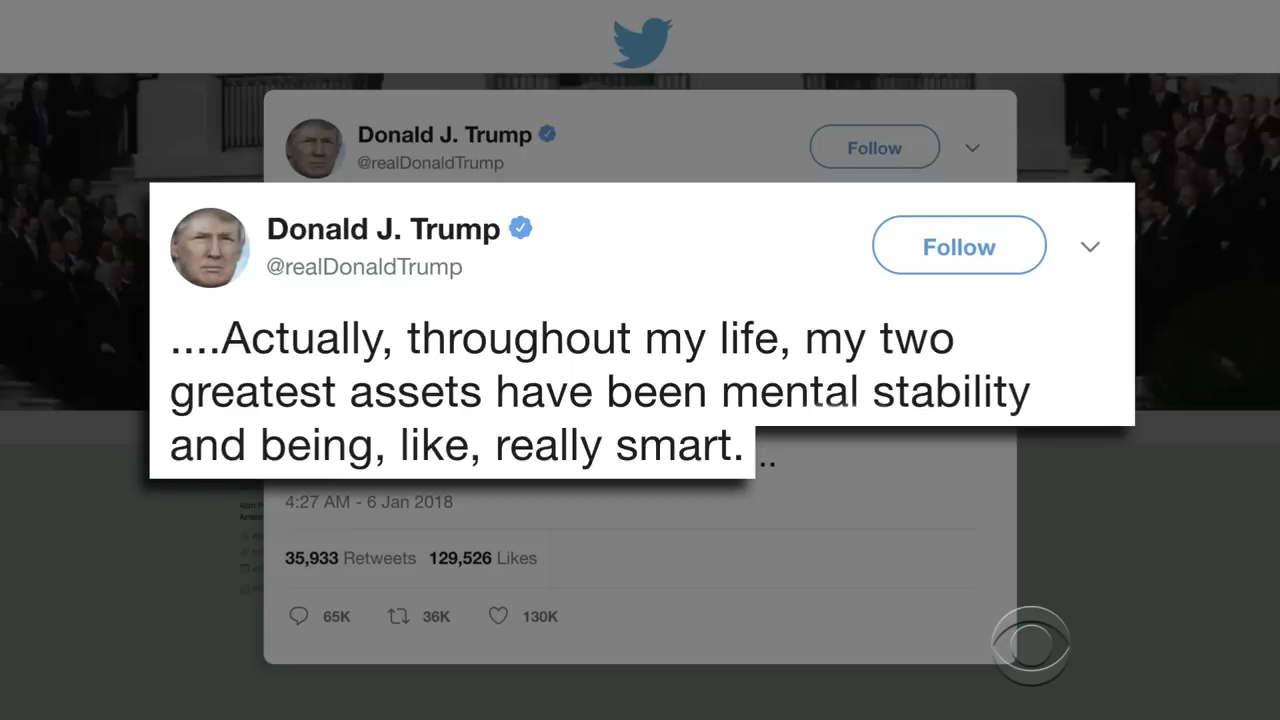 Donald J. Trump
@realDonaldTrump
Follow
Donald J. Trump
@realDonaldTrump
Follow
....Actually, throughout my life, my two
greatest assets have been mental stability
and being, like, really smart.
..
4:27 AM - 6 Jan 2018
35,933 Retweets 129,526 Likes
65K 36K 130K